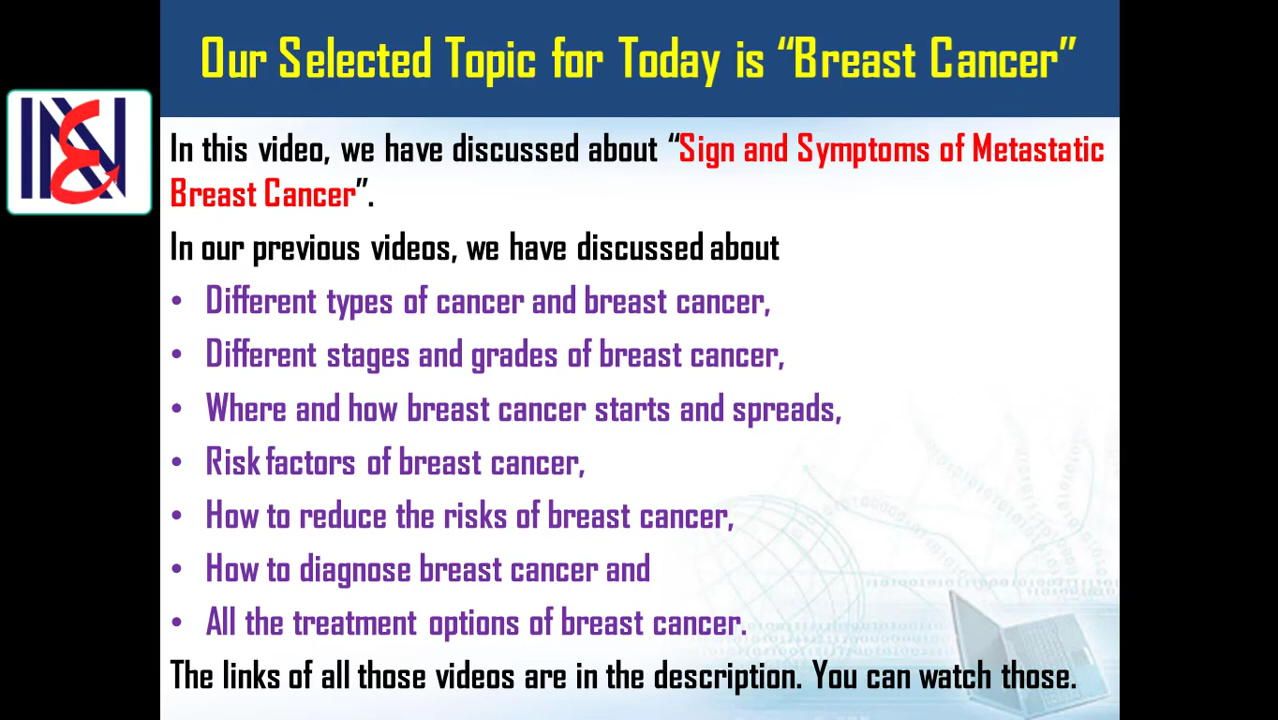 Our Selected Topic for Today is “Breast Cancer”
In this video, we have discussed about “Sign and Symptoms of Metastatic
Breast Cancer”.
In our previous videos, we have discussed about
• Different types of cancer and breast cancer,
• Different stages and grades of breast cancer,
• Where and how breast cancer starts and spreads,
• Risk factors of breast cancer,
• How to reduce the risks of breast cancer,
• How to diagnose breast cancer and
• All the treatment options of breast cancer.
The links of all those videos are in the description. You can watch those.